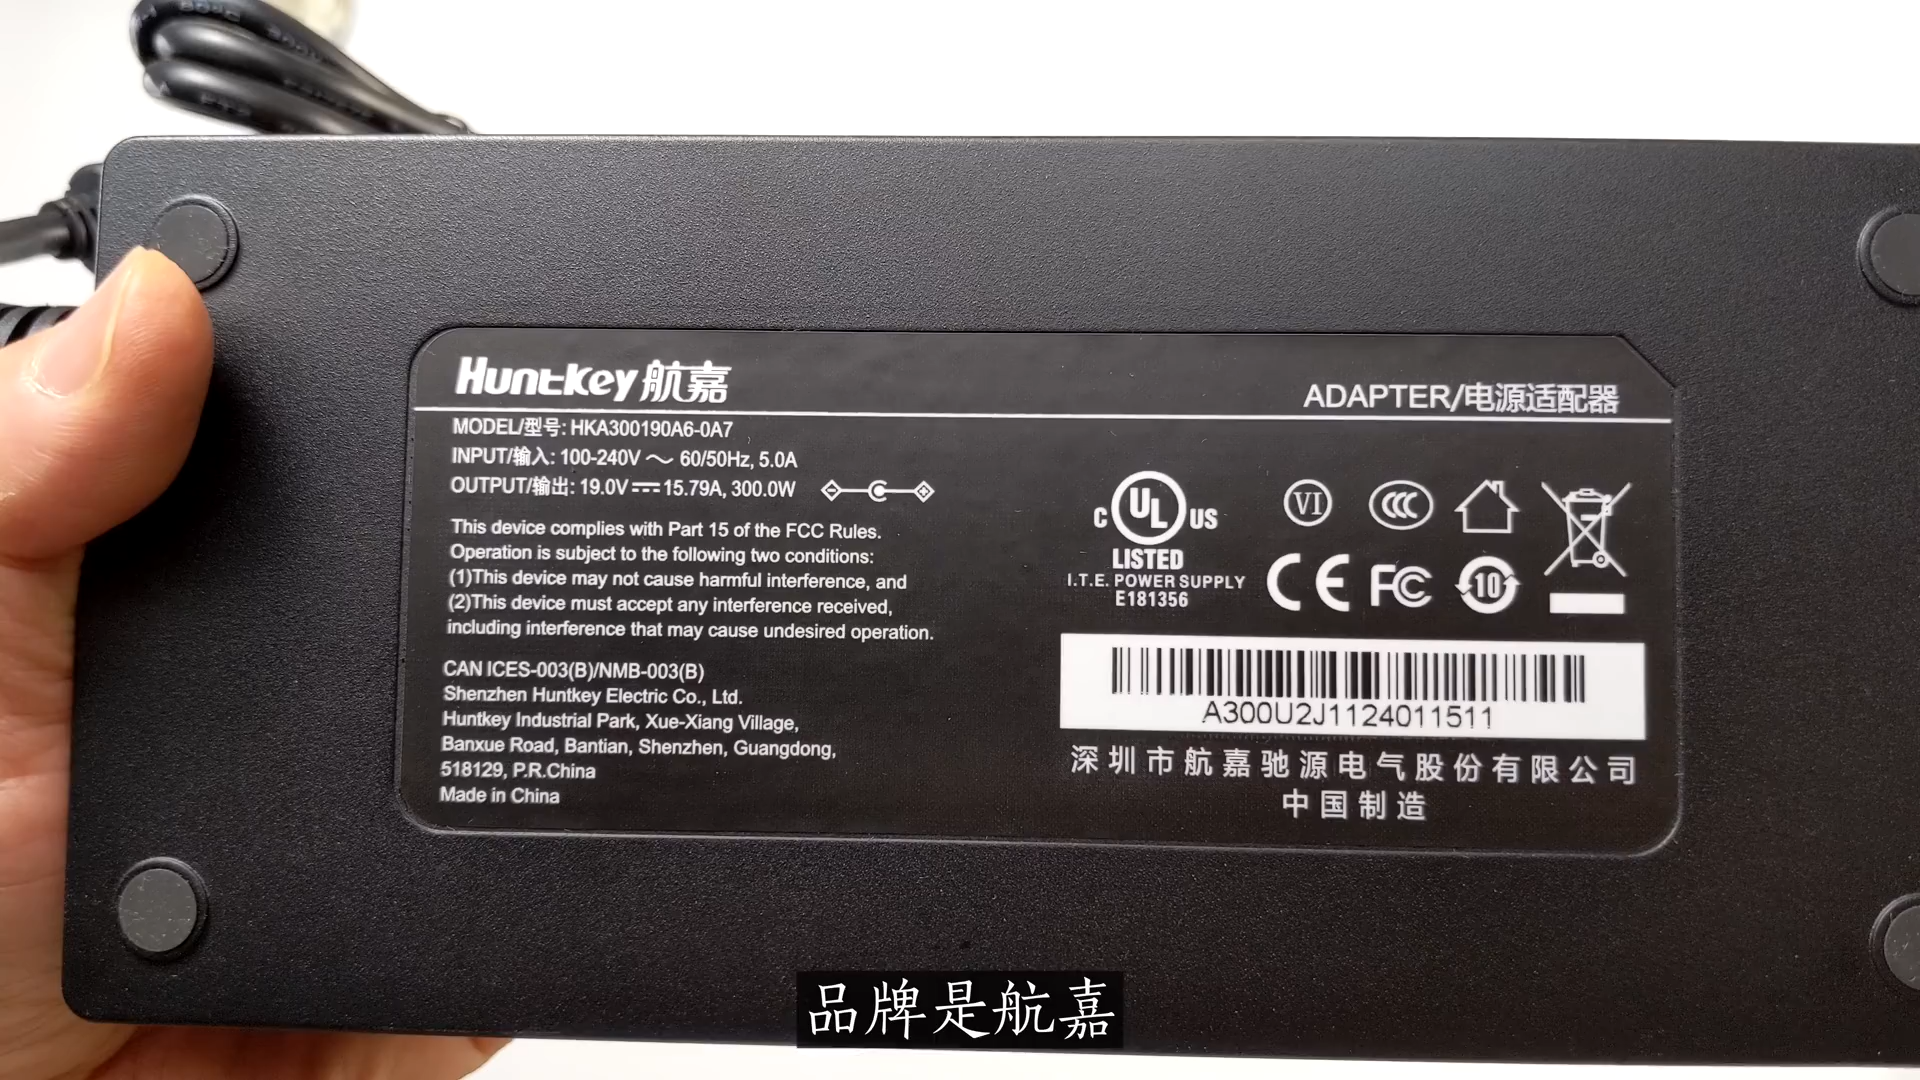 Huntkey 航嘉
ADAPTER/电源适配器
MODEL/型号: HKA300190A6-0A7
INPUT/输入: 100-240V ~ 60/50Hz, 5.0A
OUTPUT/输出: 19.0V⎓15.79A, 300.0W
This device complies with Part 15 of the FCC Rules.
Operation is subject to the following two conditions:
(1)This device may not cause harmful interference, and
(2)This device must accept any interference received,
including interference that may cause undesired operation.
CAN ICES-003(B)/NMB-003(B)
Shenzhen Huntkey Electric Co., Ltd.
Huntkey Industrial Park, Xue-Xiang Village,
Banxue Road, Bantian, Shenzhen, Guangdong,
518129, P.R.China
Made in China
C UL US
LISTED
I.T.E. POWER SUPPLY
E181356
VI CCC
CE FC 10
A300U2J1124011511
深圳市航嘉驰源电气股份有限公司
中国制造
品牌是航嘉